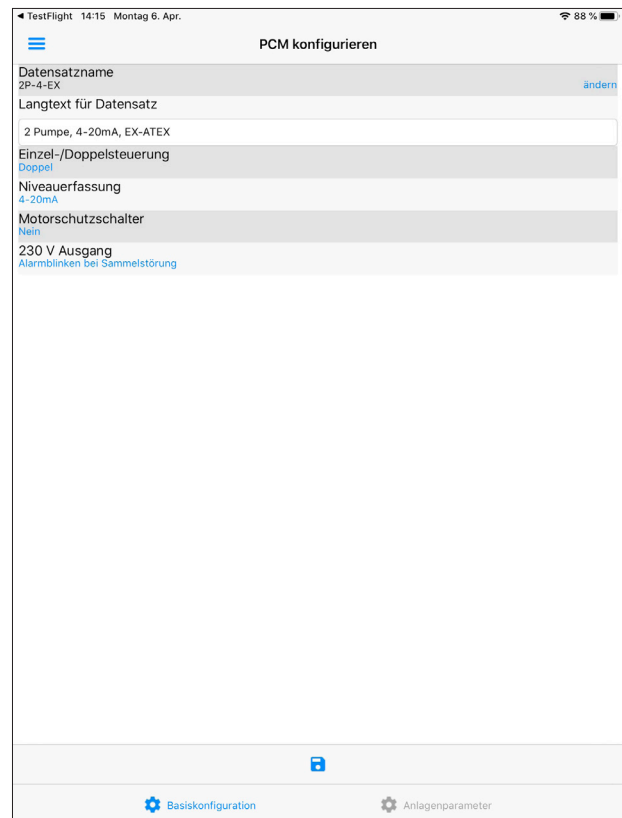 ◀ TestFlight 14:15 Montag 6. Apr. 88 %
PCM konfigurieren
Datensatzname
2P-4-EX
ändern
Langtext für Datensatz
2 Pumpe, 4-20mA, EX-ATEX
Einzel-/Doppelsteuerung
Doppel
Niveauerfassung
4-20mA
Motorschutzschalter
Nein
230 V Ausgang
Alarmblinken bei Sammelstörung
Basiskonfiguration Anlagenparameter